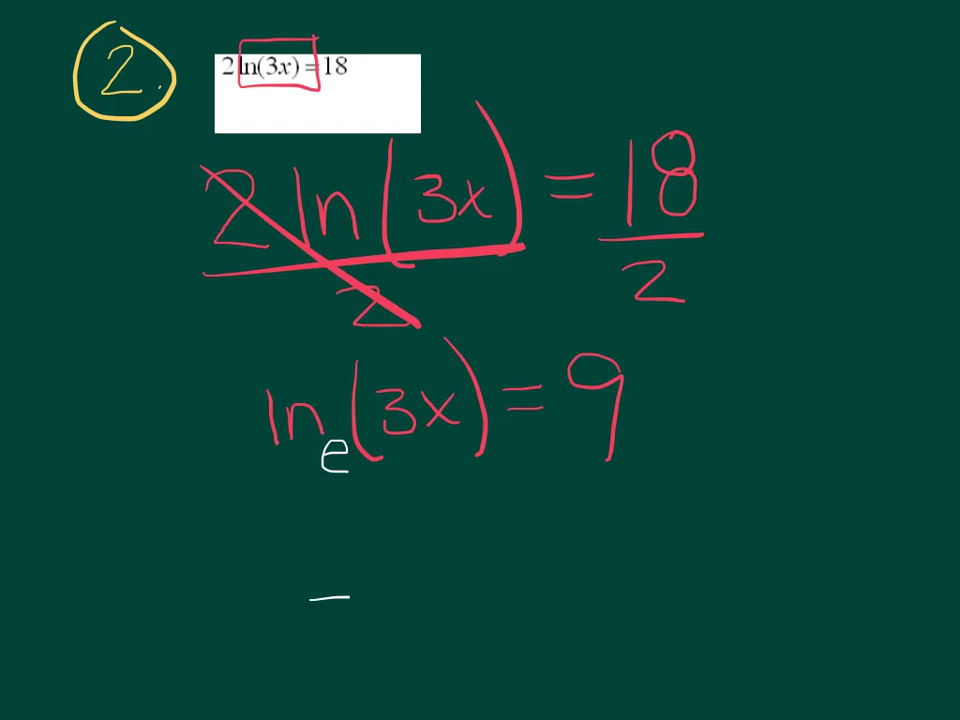 2.
2 ln(3x) = 18
2 ln(3x) = 18
2 2
ln e (3x) = 9